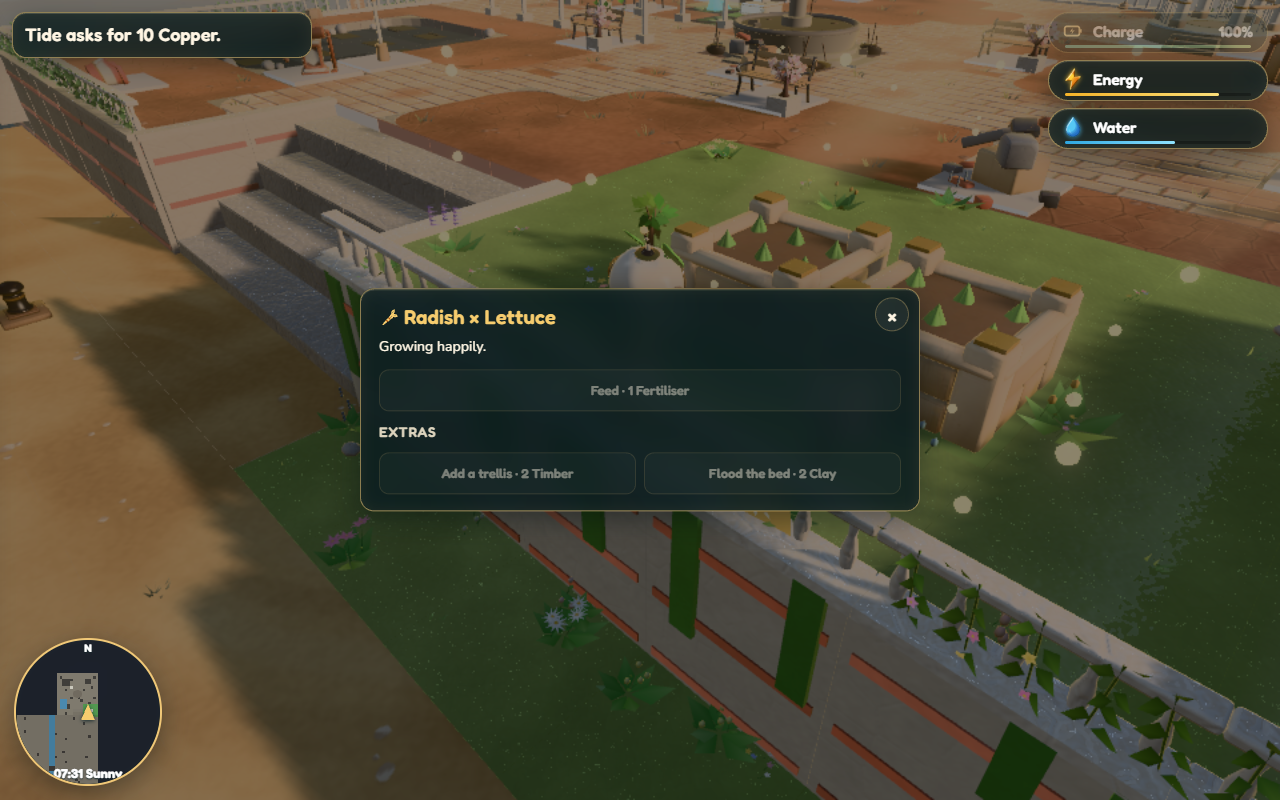 Tide asks for 10 Copper.
Charge 100%
Energy
Water
Radish × Lettuce
×
Growing happily.
Feed · 1 Fertiliser
EXTRAS
Add a trellis · 2 Timber
Flood the bed · 2 Clay
N
07:31 Sunny